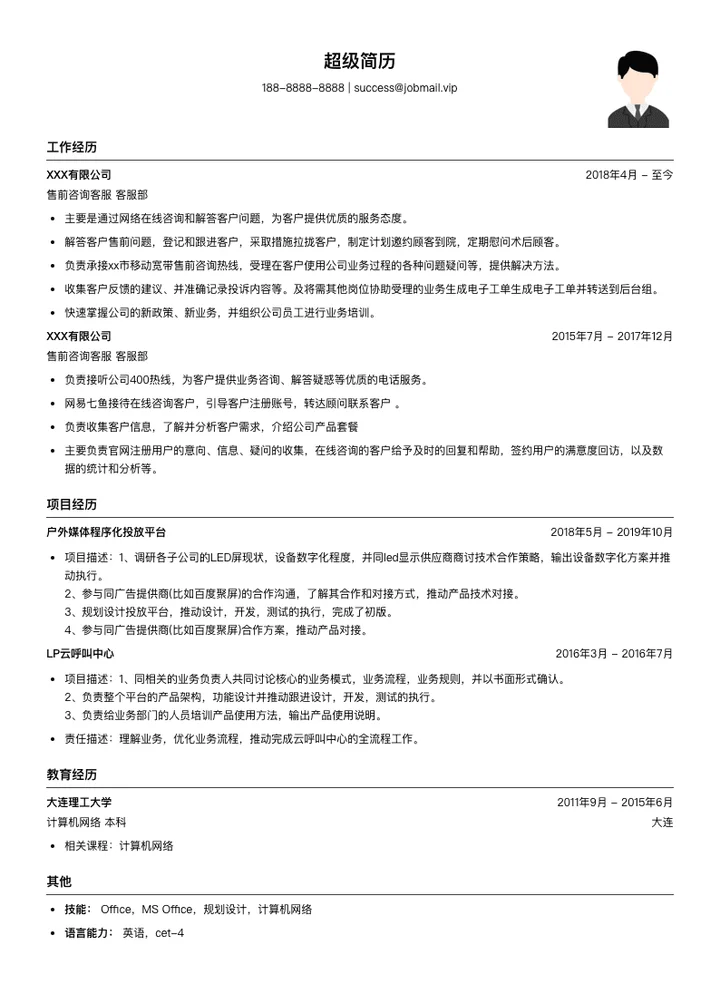 超级简历
188-8888-8888 | success@jobmail.vip
工作经历
XXX有限公司 2018年4月 – 至今
售前咨询客服 客服部
• 主要是通过网络在线咨询和解答客户问题，为客户提供优质的服务态度。
• 解答客户售前问题，登记和跟进客户，采取措施拉拢客户，制定计划邀约顾客到院，定期慰问术后顾客。
• 负责承接xx市移动宽带售前咨询热线，受理在客户使用公司业务过程的各种问题疑问等，提供解决方法。
• 收集客户反馈的建议、并准确记录投诉内容等。及将需其他岗位协助受理的业务生成电子工单生成电子工单并转送到后台组。
• 快速掌握公司的新政策、新业务，并组织公司员工进行业务培训。
XXX有限公司 2015年7月 – 2017年12月
售前咨询客服 客服部
• 负责接听公司400热线，为客户提供业务咨询、解答疑惑等优质的电话服务。
• 网易七鱼接待在线咨询客户，引导客户注册账号，转达顾问联系客户 。
• 负责收集客户信息，了解并分析客户需求，介绍公司产品套餐
• 主要负责官网注册用户的意向、信息、疑问的收集，在线咨询的客户给予及时的回复和帮助，签约用户的满意度回访，以及数
据的统计和分析等。
项目经历
户外媒体程序化投放平台 2018年5月 – 2019年10月
• 项目描述：1、调研各子公司的LED屏现状，设备数字化程度，并同led显示供应商商讨技术合作策略，输出设备数字化方案并推
动执行。
2、参与同广告提供商(比如百度聚屏)的合作沟通，了解其合作和对接方式，推动产品技术对接。
3、规划设计投放平台，推动设计，开发，测试的执行，完成了初版。
4、参与同广告提供商(比如百度聚屏)合作方案，推动产品对接。
LP云呼叫中心 2016年3月 – 2016年7月
• 项目描述：1、同相关的业务负责人共同讨论核心的业务模式，业务流程，业务规则，并以书面形式确认。
2、负责整个平台的产品架构，功能设计并推动跟进设计，开发，测试的执行。
3、负责给业务部门的人员培训产品使用方法，输出产品使用说明。
• 责任描述：理解业务，优化业务流程，推动完成云呼叫中心的全流程工作。
教育经历
大连理工大学 2011年9月 – 2015年6月
计算机网络 本科 大连
• 相关课程：计算机网络
其他
• 技能： Office，MS Office，规划设计，计算机网络
• 语言能力： 英语，cet-4